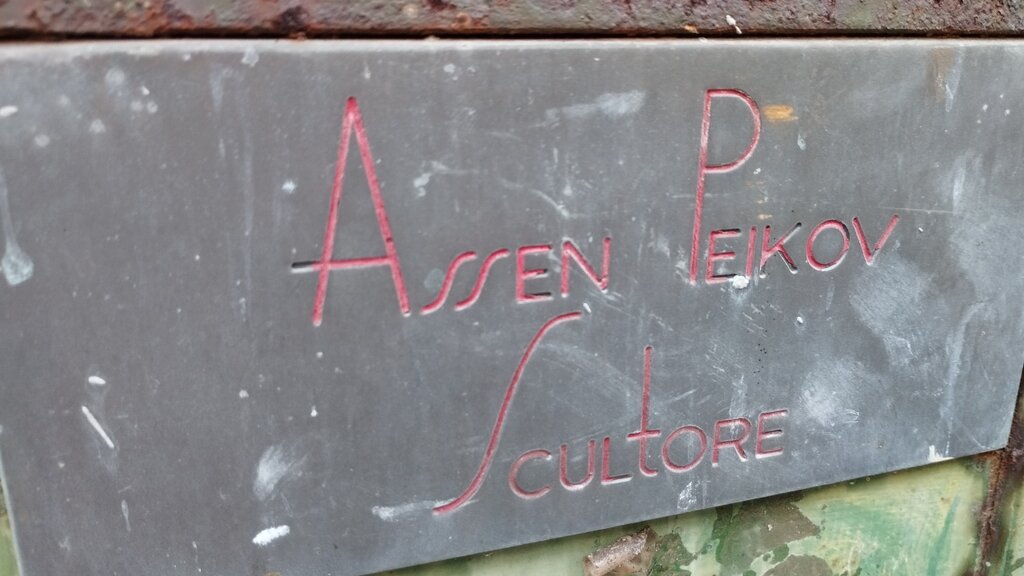 Assen Peikov
Scultore